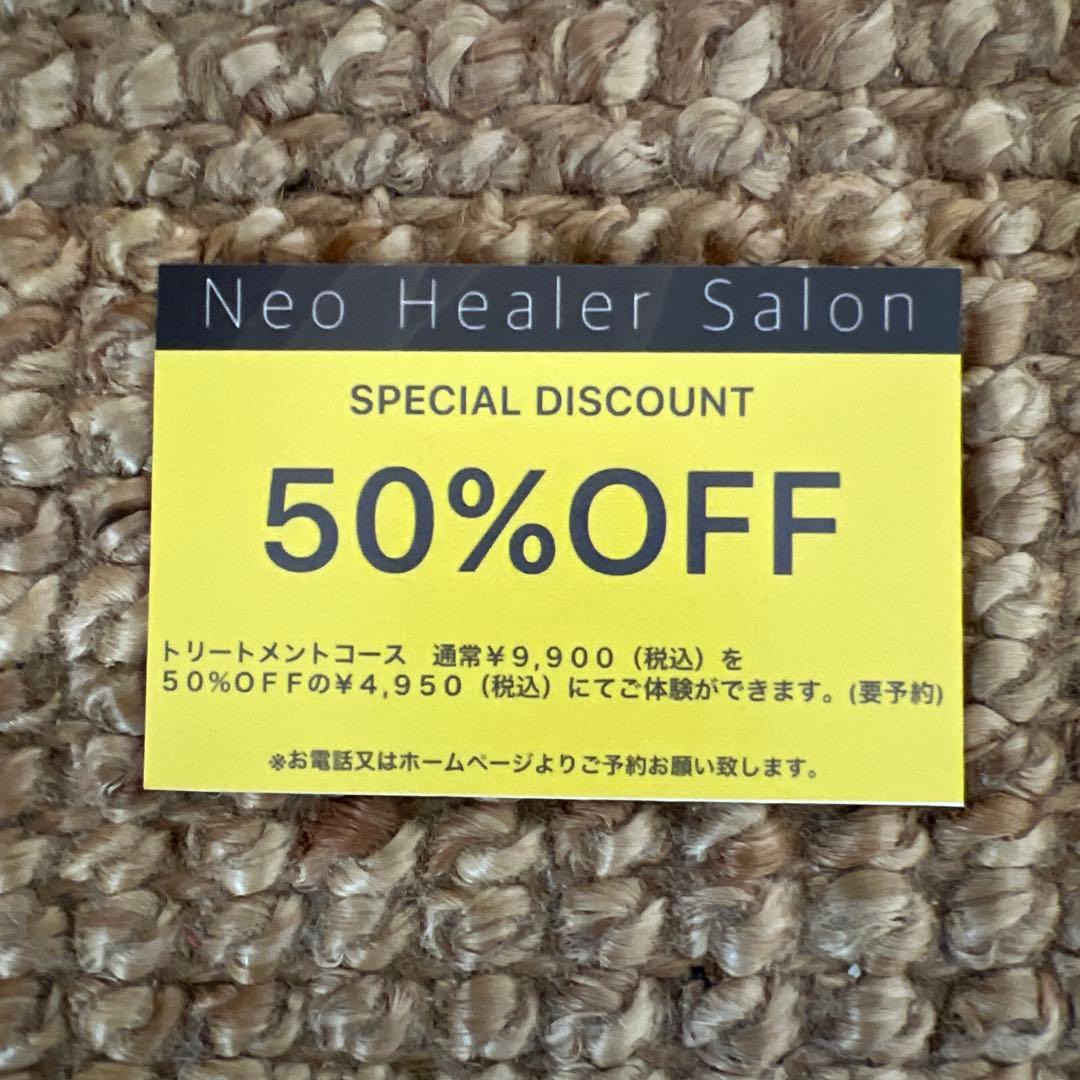 Neo Healer Salon
SPECIAL DISCOUNT
50%OFF
トリートメントコース　通常￥９,９００（税込）を
５０％ＯＦＦの￥４,９５０（税込）にてご体験ができます。(要予約)
※お電話又はホームページよりご予約お願い致します。